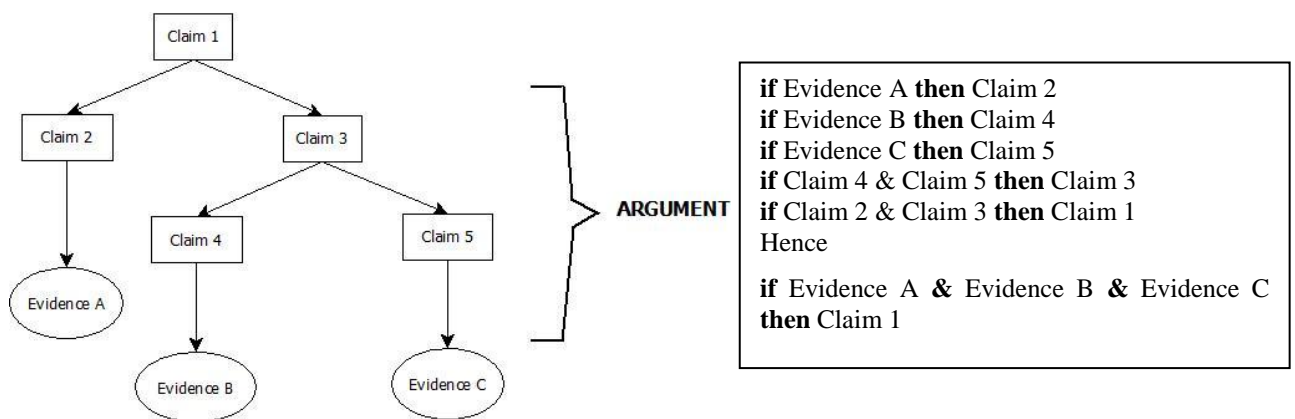 Claim 1
Claim 2
Claim 3
Claim 4
Claim 5
Evidence A
Evidence B
Evidence C
ARGUMENT
if Evidence A then Claim 2
if Evidence B then Claim 4
if Evidence C then Claim 5
if Claim 4 & Claim 5 then Claim 3
if Claim 2 & Claim 3 then Claim 1
Hence
if Evidence A & Evidence B & Evidence C
then Claim 1